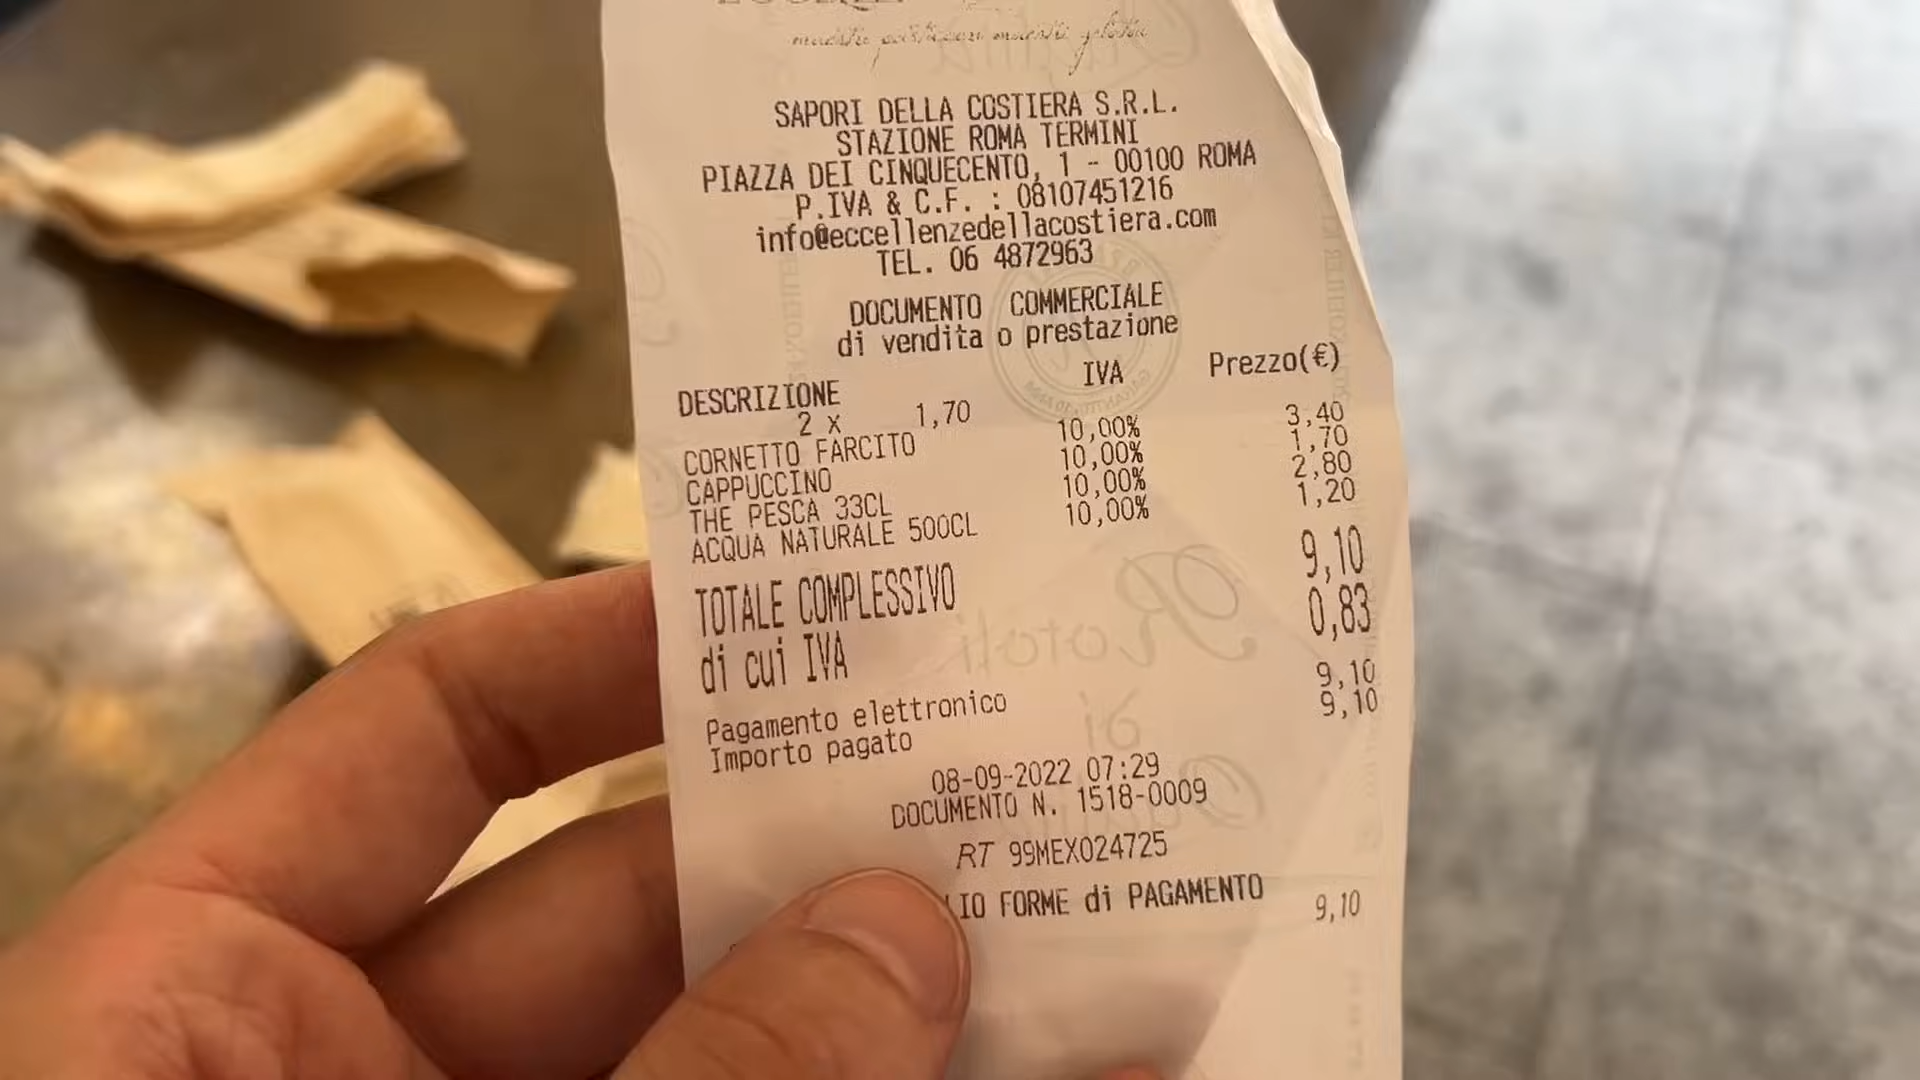 SAPORI DELLA COSTIERA S.R.L.
STAZIONE ROMA TERMINI
PIAZZA DEI CINQUECENTO, 1 - 00100 ROMA
P.IVA & C.F. : 08107451216
info@eccellenzedellacostiera.com
TEL. 06 4872963
DOCUMENTO COMMERCIALE
di vendita o prestazione
DESCRIZIONE IVA Prezzo(€)
2 x 1,70
CORNETTO FARCITO 10,00% 3,40
CAPPUCCINO 10,00% 1,70
THE PESCA 33CL 10,00% 2,80
ACQUA NATURALE 500CL 10,00% 1,20
TOTALE COMPLESSIVO 9,10
di cui IVA 0,83
Pagamento elettronico 9,10
Importo pagato 9,10
08-09-2022 07:29
DOCUMENTO N. 1518-0009
RT 99MEX024725
FORME di PAGAMENTO
9,10